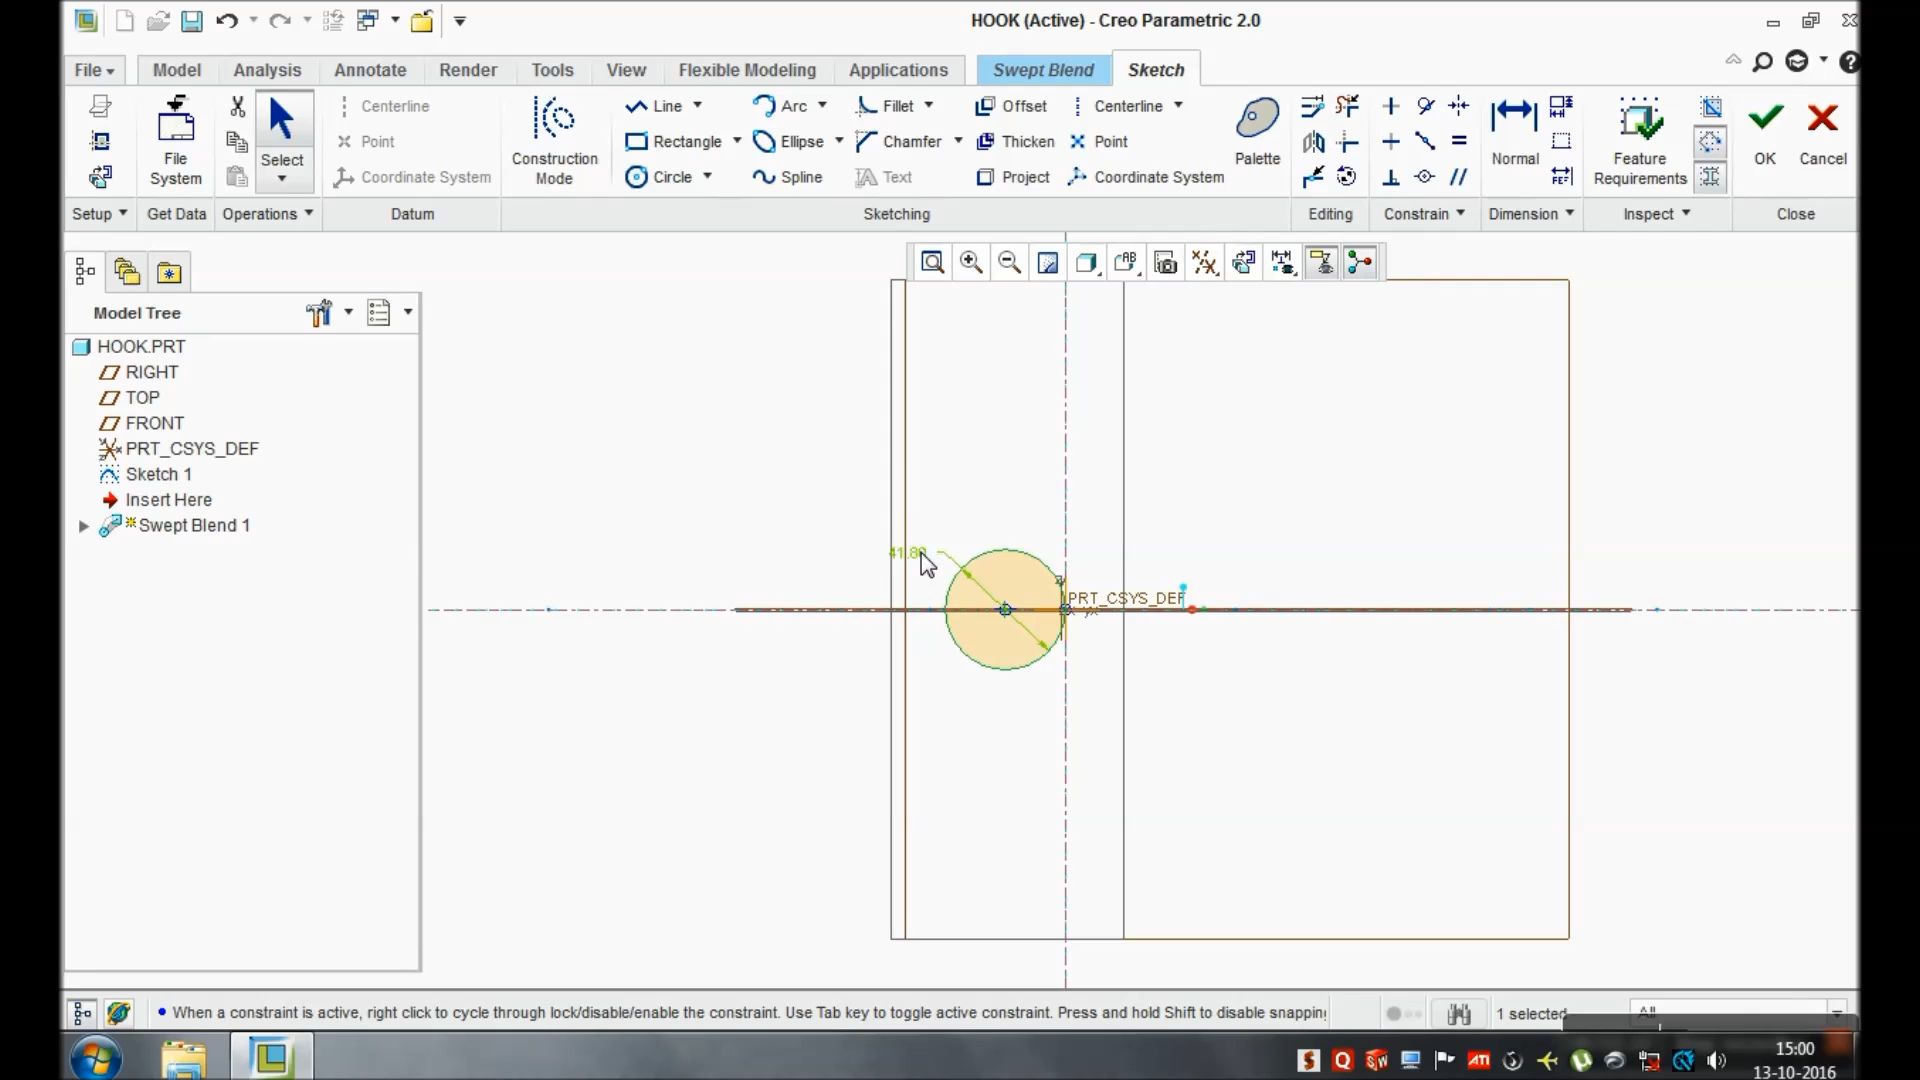 HOOK (Active) - Creo Parametric 2.0
File Model Analysis Annotate Render Tools View Flexible Modeling Applications Swept Blend Sketch
File System
Select
Centerline
Point
Coordinate System
Construction Mode
Line Arc Fillet Offset Centerline
Rectangle Ellipse Chamfer Thicken Point
Circle Spline Text Project Coordinate System
Palette
Normal
Feature Requirements
OK
Cancel
Setup Get Data Operations Datum Sketching Editing Constrain Dimension Inspect Close
Model Tree
HOOK.PRT
RIGHT
TOP
FRONT
PRT_CSYS_DEF
Sketch 1
Insert Here
Swept Blend 1
PRT_CSYS_DEF
When a constraint is active, right click to cycle through lock/disable/enable the constraint. Use Tab key to toggle active constraint. Press and hold Shift to disable snapping
1 selected
All
15:00
13-10-2016